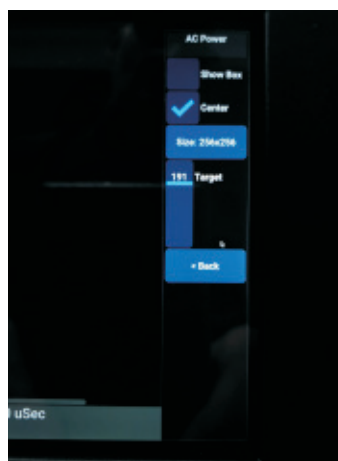 AC Power
Show Box
Center
Size: 256x256
191 Target
< Back
uSec